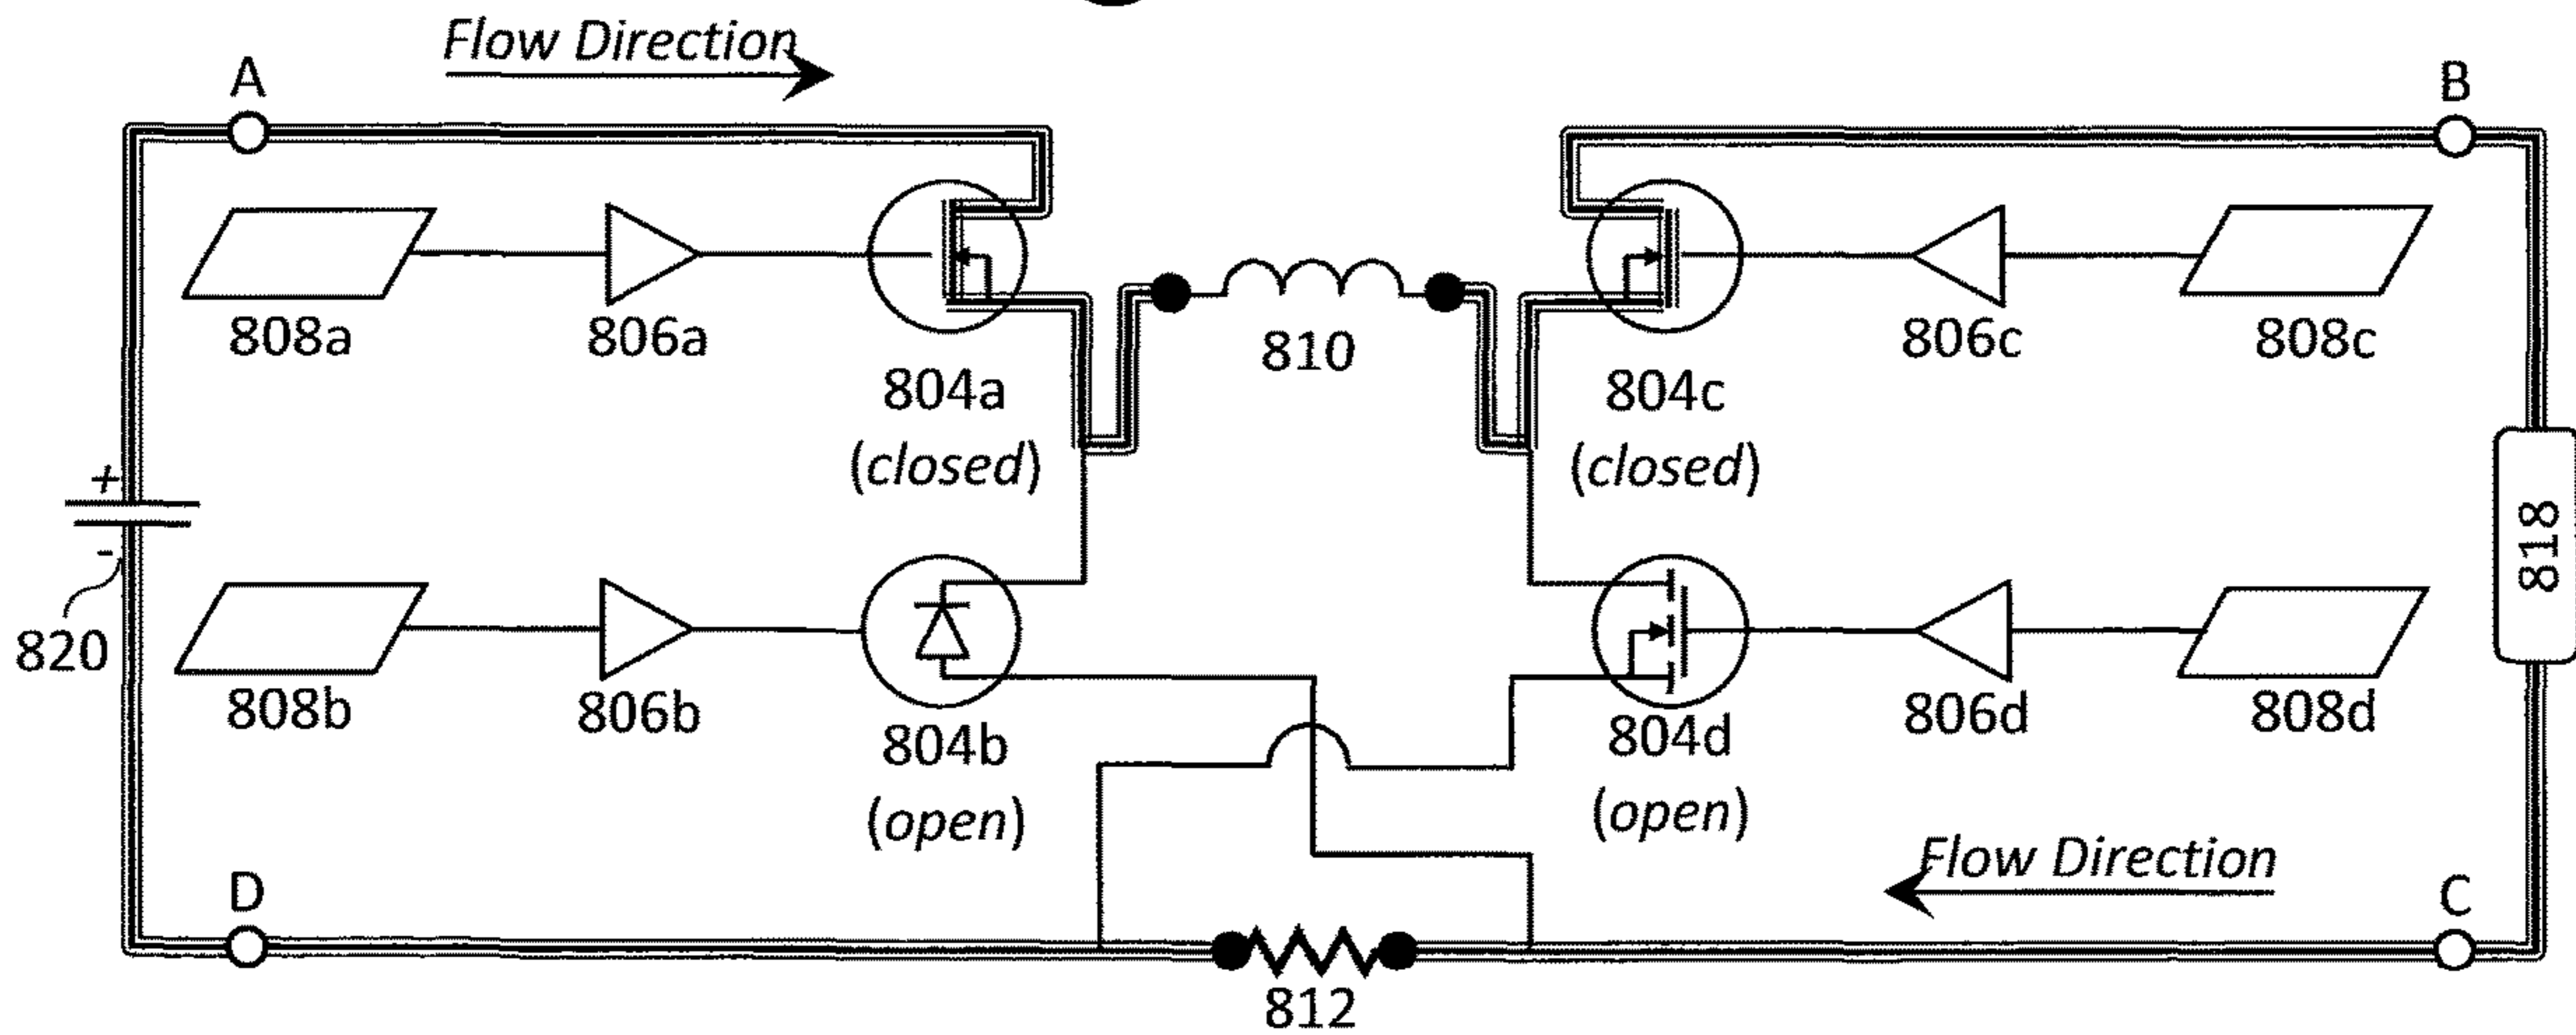 Flow Direction
A
B
808a
806a
804a
(closed)
810
804c
(closed)
806c
808c
+
-
820
818
808b
806b
804b
(open)
804d
(open)
806d
808d
Flow Direction
D
C
812